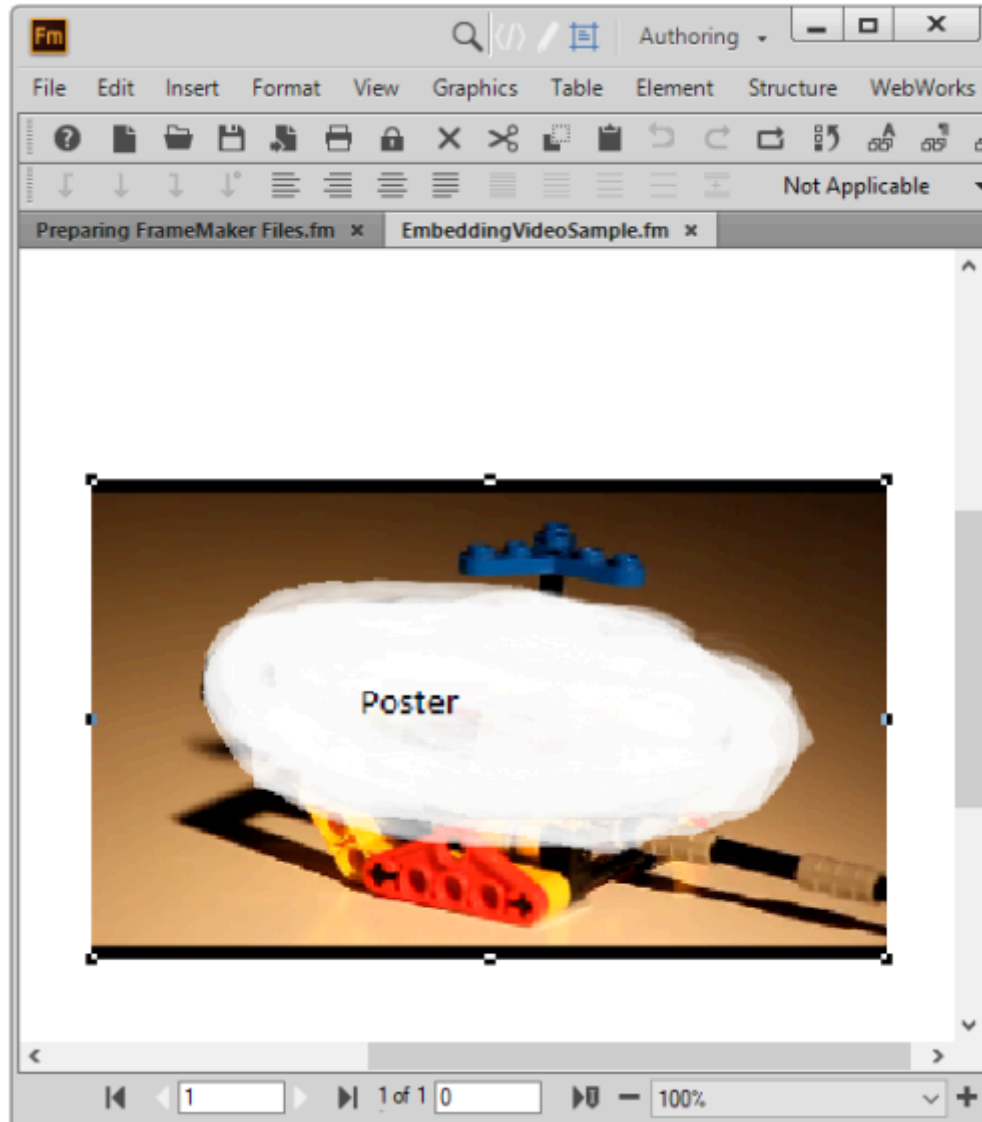 Fm
Authoring
File Edit Insert Format View Graphics Table Element Structure WebWorks
Not Applicable
Preparing FrameMaker Files.fm × EmbeddingVideoSample.fm ×
Poster
1 1 of 1 0 100%